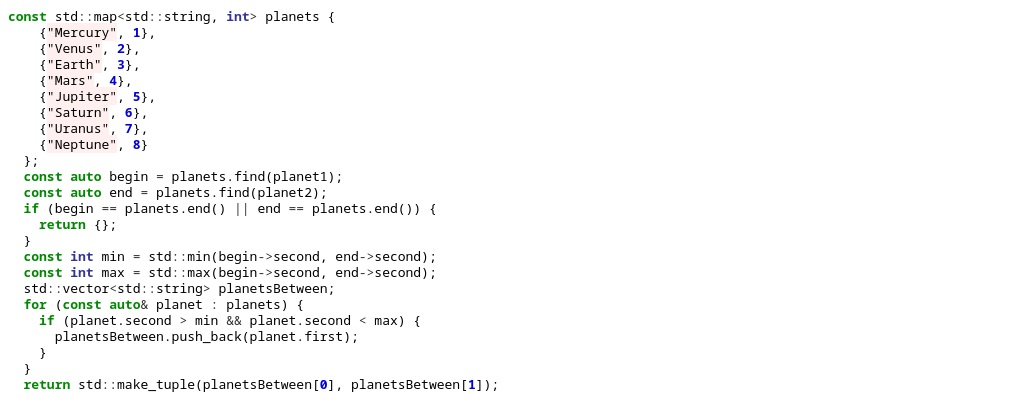 const std::map<std::string, int> planets {
    {"Mercury", 1},
    {"Venus", 2},
    {"Earth", 3},
    {"Mars", 4},
    {"Jupiter", 5},
    {"Saturn", 6},
    {"Uranus", 7},
    {"Neptune", 8}
  };
  const auto begin = planets.find(planet1);
  const auto end = planets.find(planet2);
  if (begin == planets.end() || end == planets.end()) {
    return {};
  }
  const int min = std::min(begin->second, end->second);
  const int max = std::max(begin->second, end->second);
  std::vector<std::string> planetsBetween;
  for (const auto& planet : planets) {
    if (planet.second > min && planet.second < max) {
      planetsBetween.push_back(planet.first);
    }
  }
  return std::make_tuple(planetsBetween[0], planetsBetween[1]);